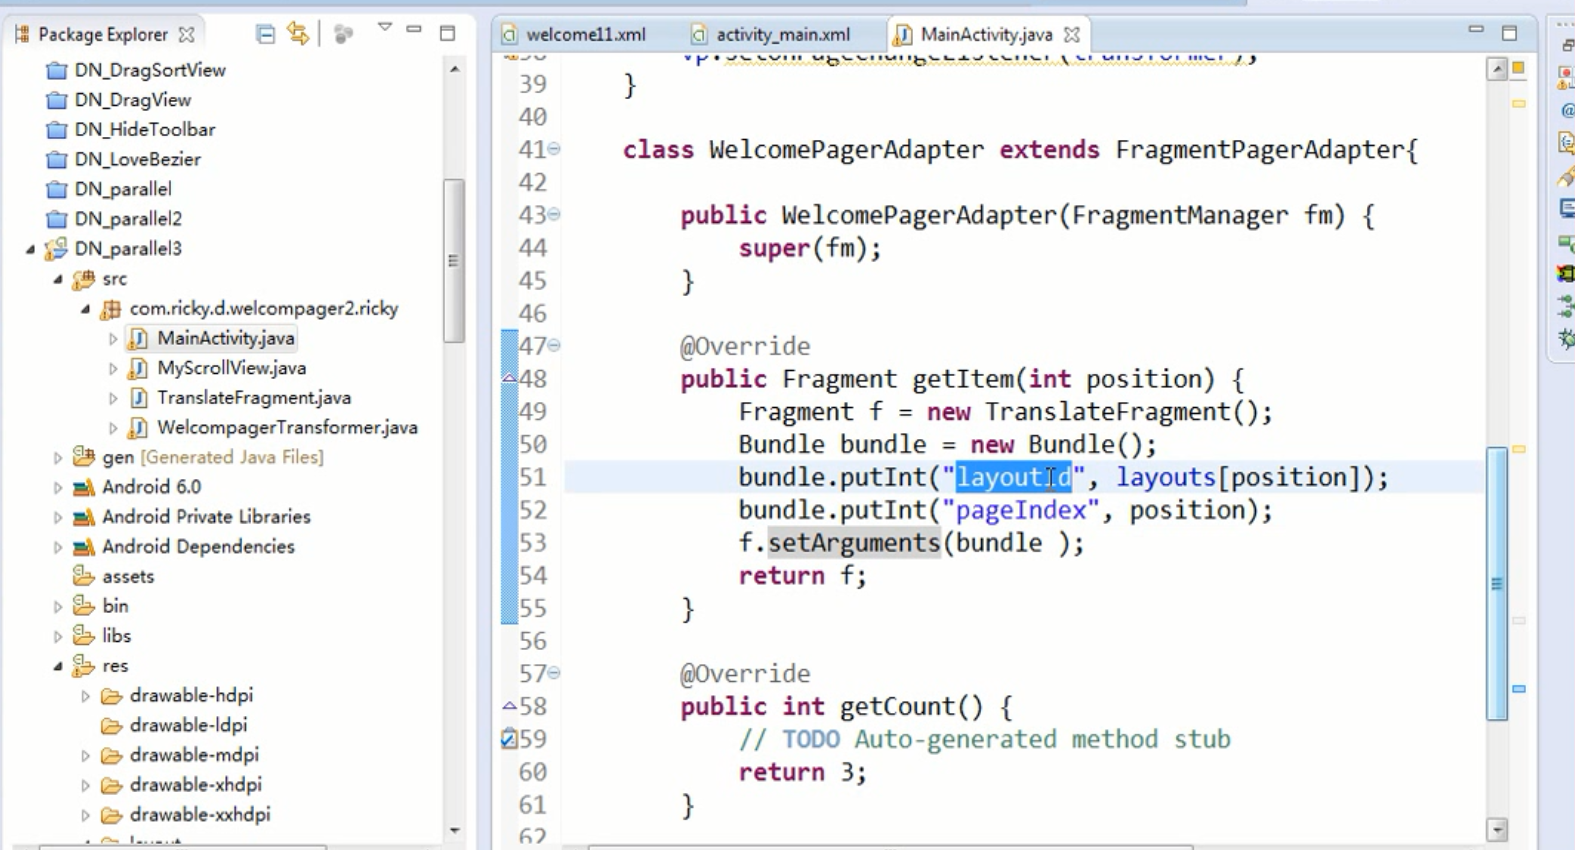 Package Explorer
DN_DragSortView
DN_DragView
DN_HideToolbar
DN_LoveBezier
DN_parallel
DN_parallel2
DN_parallel3
src
com.ricky.d.welcompager2.ricky
MainActivity.java
MyScrollView.java
TranslateFragment.java
WelcompagerTransformer.java
gen [Generated Java Files]
Android 6.0
Android Private Libraries
Android Dependencies
assets
bin
libs
res
drawable-hdpi
drawable-ldpi
drawable-mdpi
drawable-xhdpi
drawable-xxhdpi
layout
welcome11.xml activity_main.xml MainActivity.java
38 vp.setOnPageChangeListener(transformer);
39 }
40
41 class WelcomePagerAdapter extends FragmentPagerAdapter{
42
43 public WelcomePagerAdapter(FragmentManager fm) {
44 super(fm);
45 }
46
47 @Override
48 public Fragment getItem(int position) {
49 Fragment f = new TranslateFragment();
50 Bundle bundle = new Bundle();
51 bundle.putInt("layoutId", layouts[position]);
52 bundle.putInt("pageIndex", position);
53 f.setArguments(bundle );
54 return f;
55 }
56
57 @Override
58 public int getCount() {
59 // TODO Auto-generated method stub
60 return 3;
61 }
62